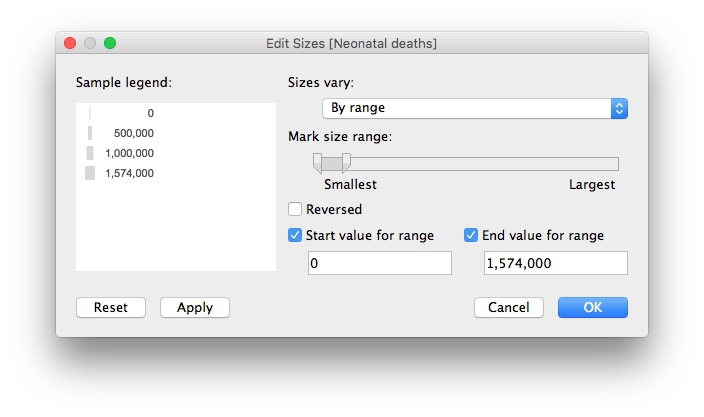 Edit Sizes [Neonatal deaths]
Sample legend:
0
500,000
1,000,000
1,574,000
Sizes vary:
By range
Mark size range:
Smallest Largest
Reversed
Start value for range End value for range
0 1,574,000
Reset Apply Cancel OK